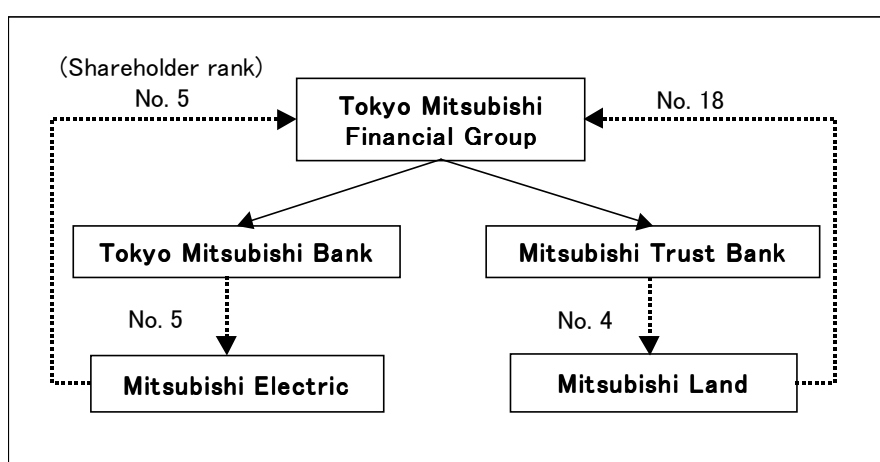 (Shareholder rank)
No. 5
No. 18
Tokyo Mitsubishi
Financial Group
Tokyo Mitsubishi Bank
Mitsubishi Trust Bank
No. 5
No. 4
Mitsubishi Electric
Mitsubishi Land